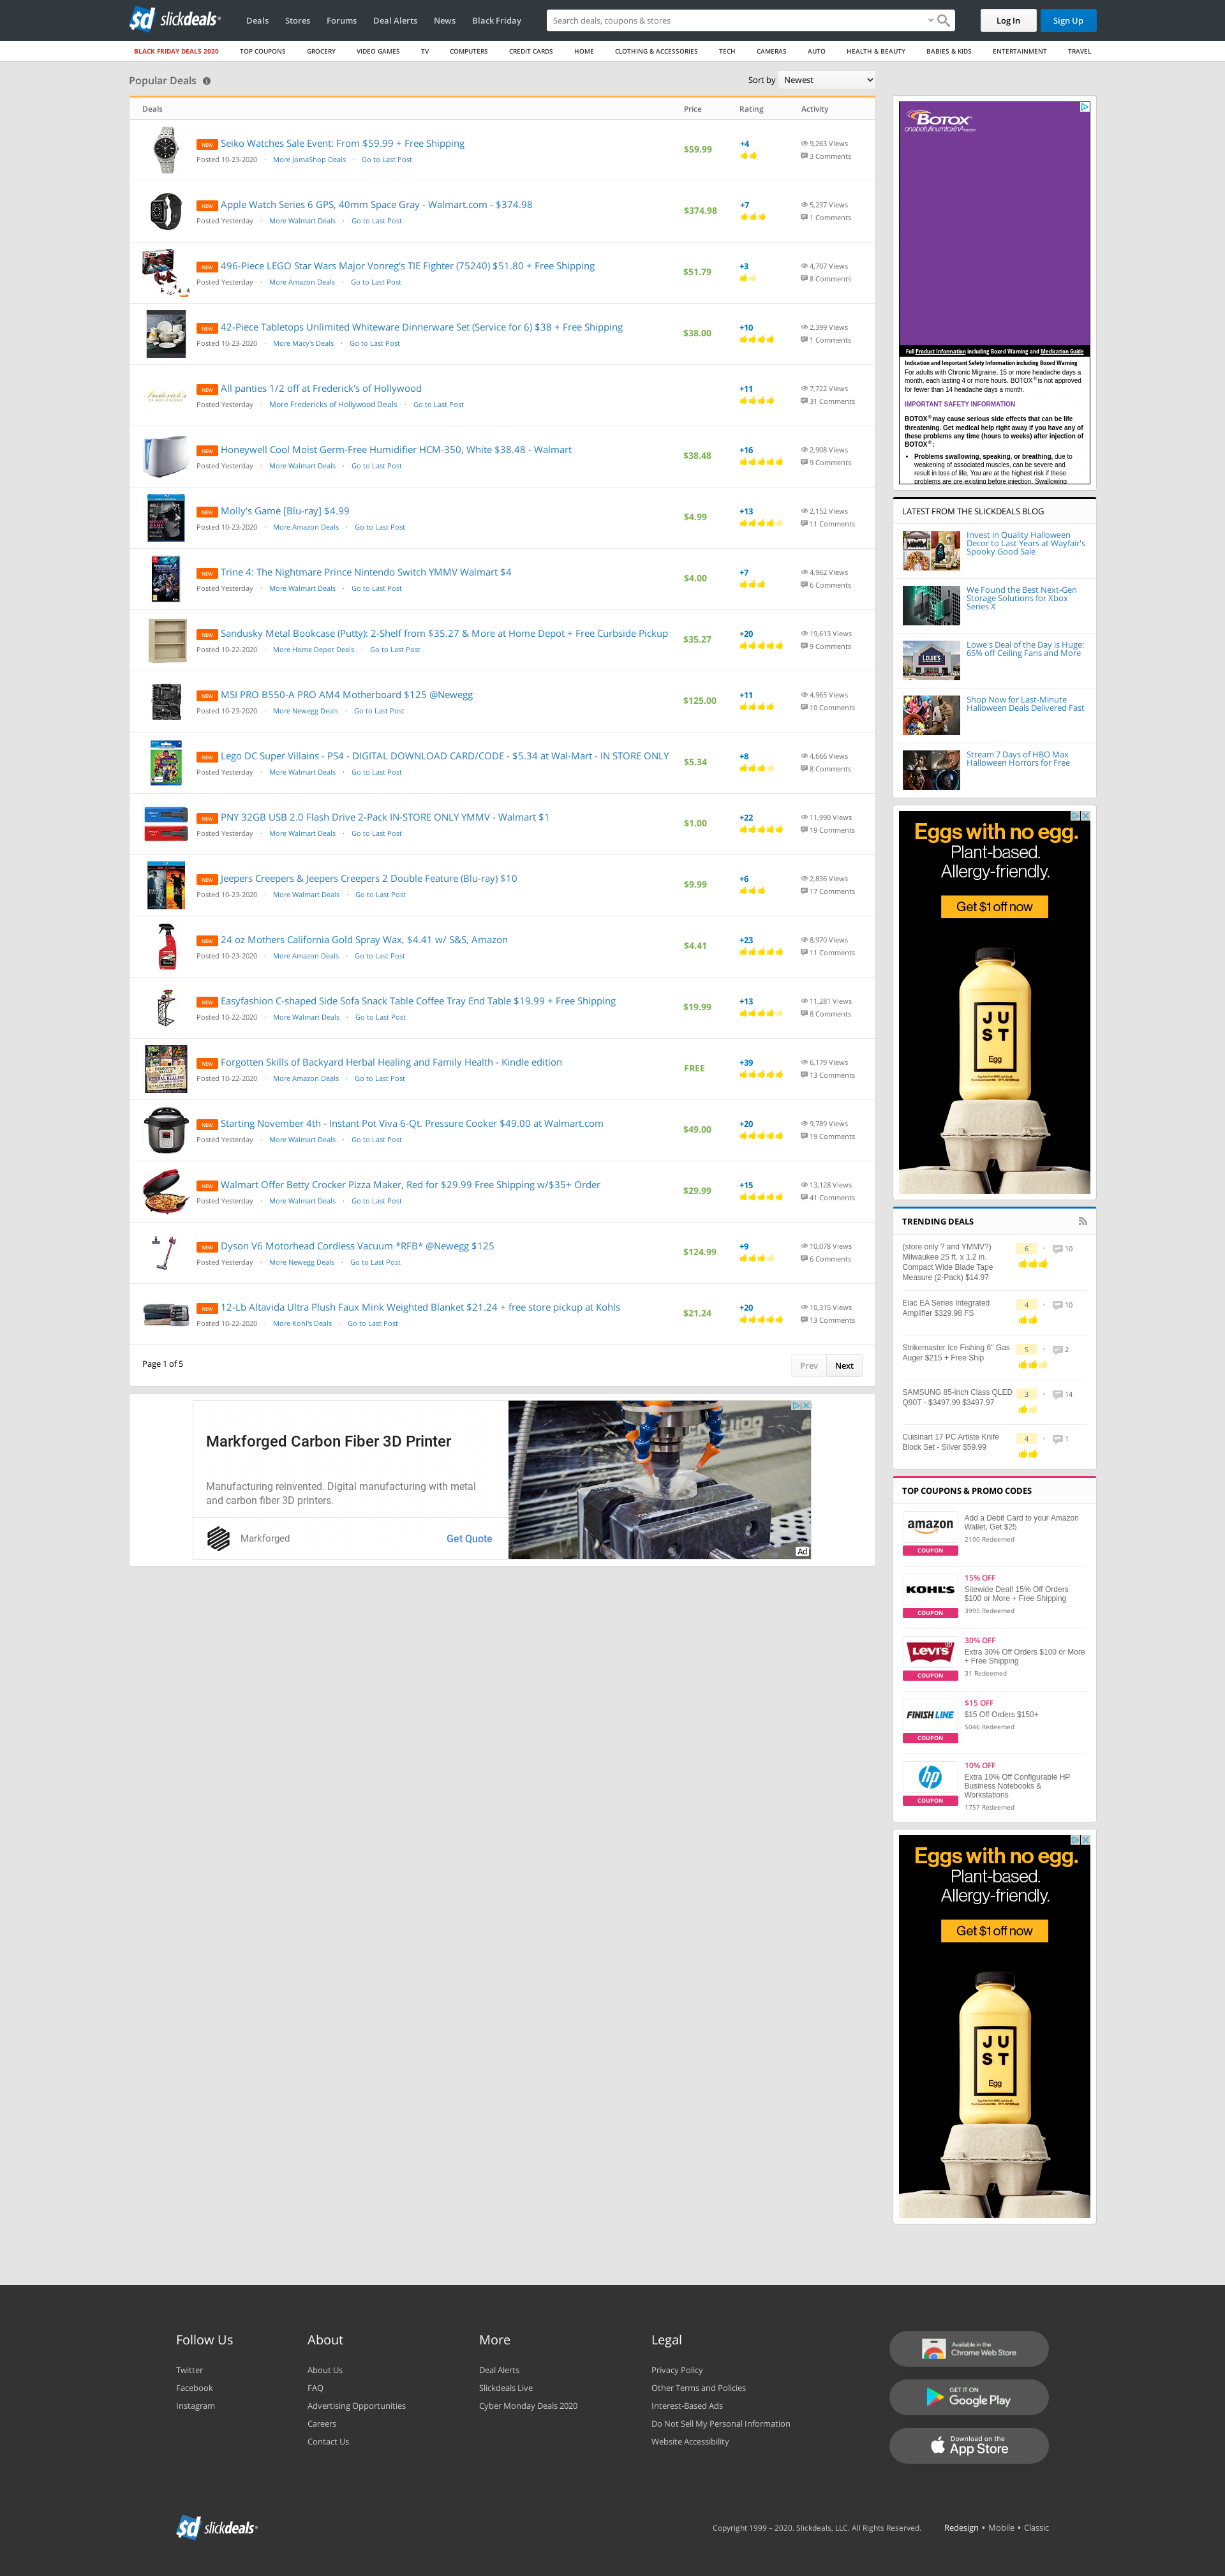 sd slickdeals
Deals Stores Forums Deal Alerts News Black Friday
Search deals, coupons & stores
Log In Sign Up
BLACK FRIDAY DEALS 2020 TOP COUPONS GROCERY VIDEO GAMES TV COMPUTERS CREDIT CARDS HOME CLOTHING & ACCESSORIES TECH CAMERAS AUTO HEALTH & BEAUTY BABIES & KIDS ENTERTAINMENT TRAVEL
Popular Deals
Sort by Newest
Deals Price Rating Activity
NEW Seiko Watches Sale Event: From $59.99 + Free Shipping
Posted 10-23-2020 · More JomaShop Deals · Go to Last Post
$59.99
+4
9,263 Views
3 Comments
NEW Apple Watch Series 6 GPS, 40mm Space Gray - Walmart.com - $374.98
Posted Yesterday · More Walmart Deals · Go to Last Post
$374.98
+7
5,237 Views
1 Comments
NEW 496-Piece LEGO Star Wars Major Vonreg's TIE Fighter (75240) $51.80 + Free Shipping
Posted Yesterday · More Amazon Deals · Go to Last Post
$51.79
+3
4,707 Views
8 Comments
NEW 42-Piece Tabletops Unlimited Whiteware Dinnerware Set (Service for 6) $38 + Free Shipping
Posted 10-23-2020 · More Macy's Deals · Go to Last Post
$38.00
+10
2,399 Views
1 Comments
Frederick's
OF HOLLYWOOD
NEW All panties 1/2 off at Frederick's of Hollywood
Posted Yesterday · More Fredericks of Hollywood Deals · Go to Last Post
+11
7,722 Views
31 Comments
NEW Honeywell Cool Moist Germ-Free Humidifier HCM-350, White $38.48 - Walmart
Posted Yesterday · More Walmart Deals · Go to Last Post
$38.48
+16
2,908 Views
9 Comments
NEW Molly's Game [Blu-ray] $4.99
Posted 10-23-2020 · More Amazon Deals · Go to Last Post
$4.99
+13
2,152 Views
11 Comments
NEW Trine 4: The Nightmare Prince Nintendo Switch YMMV Walmart $4
Posted Yesterday · More Walmart Deals · Go to Last Post
$4.00
+7
4,962 Views
6 Comments
NEW Sandusky Metal Bookcase (Putty): 2-Shelf from $35.27 & More at Home Depot + Free Curbside Pickup
Posted 10-22-2020 · More Home Depot Deals · Go to Last Post
$35.27
+20
19,613 Views
9 Comments
NEW MSI PRO B550-A PRO AM4 Motherboard $125 @Newegg
Posted 10-23-2020 · More Newegg Deals · Go to Last Post
$125.00
+11
4,965 Views
10 Comments
NEW Lego DC Super Villains - PS4 - DIGITAL DOWNLOAD CARD/CODE - $5.34 at Wal-Mart - IN STORE ONLY
Posted Yesterday · More Walmart Deals · Go to Last Post
$5.34
+8
4,666 Views
8 Comments
NEW PNY 32GB USB 2.0 Flash Drive 2-Pack IN-STORE ONLY YMMV - Walmart $1
Posted Yesterday · More Walmart Deals · Go to Last Post
$1.00
+22
11,990 Views
19 Comments
NEW Jeepers Creepers & Jeepers Creepers 2 Double Feature (Blu-ray) $10
Posted 10-23-2020 · More Walmart Deals · Go to Last Post
$9.99
+6
2,836 Views
17 Comments
NEW 24 oz Mothers California Gold Spray Wax, $4.41 w/ S&S, Amazon
Posted 10-23-2020 · More Amazon Deals · Go to Last Post
$4.41
+23
8,970 Views
11 Comments
NEW Easyfashion C-shaped Side Sofa Snack Table Coffee Tray End Table $19.99 + Free Shipping
Posted 10-22-2020 · More Walmart Deals · Go to Last Post
$19.99
+13
11,281 Views
8 Comments
NEW Forgotten Skills of Backyard Herbal Healing and Family Health - Kindle edition
Posted 10-22-2020 · More Amazon Deals · Go to Last Post
FREE
+39
6,179 Views
13 Comments
NEW Starting November 4th - Instant Pot Viva 6-Qt. Pressure Cooker $49.00 at Walmart.com
Posted Yesterday · More Walmart Deals · Go to Last Post
$49.00
+20
9,789 Views
19 Comments
NEW Walmart Offer Betty Crocker Pizza Maker, Red for $29.99 Free Shipping w/$35+ Order
Posted Yesterday · More Walmart Deals · Go to Last Post
$29.99
+15
13,128 Views
41 Comments
NEW Dyson V6 Motorhead Cordless Vacuum *RFB* @Newegg $125
Posted Yesterday · More Newegg Deals · Go to Last Post
$124.99
+9
10,078 Views
6 Comments
NEW 12-Lb Altavida Ultra Plush Faux Mink Weighted Blanket $21.24 + free store pickup at Kohls
Posted 10-22-2020 · More Kohl's Deals · Go to Last Post
$21.24
+20
10,315 Views
13 Comments
Page 1 of 5
Prev Next
Markforged Carbon Fiber 3D Printer
Manufacturing reinvented. Digital manufacturing with metal
and carbon fiber 3D printers.
Markforged Get Quote
Ad
BOTOX
onabotulinumtoxinA
Full Product Information including Boxed Warning and Medication Guide
Indication and Important Safety Information including Boxed Warning
For adults with Chronic Migraine, 15 or more headache days a
month, each lasting 4 or more hours. BOTOX® is not approved
for fewer than 14 headache days a month.
IMPORTANT SAFETY INFORMATION
BOTOX® may cause serious side effects that can be life
threatening. Get medical help right away if you have any of
these problems any time (hours to weeks) after injection of
BOTOX®:
• Problems swallowing, speaking, or breathing, due to
weakening of associated muscles, can be severe and
result in loss of life. You are at the highest risk if these
problems are pre-existing before injection. Swallowing
LATEST FROM THE SLICKDEALS BLOG
Invest in Quality Halloween
Decor to Last Years at Wayfair's
Spooky Good Sale
We Found the Best Next-Gen
Storage Solutions for Xbox
Series X
LOWE'S
Lowe's Deal of the Day is Huge:
65% off Ceiling Fans and More
Shop Now for Last-Minute
Halloween Deals Delivered Fast
Stream 7 Days of HBO Max
Halloween Horrors for Free
Eggs with no egg.
Plant-based.
Allergy-friendly.
Get $1 off now
JU
ST
Egg
TRENDING DEALS
(store only ? and YMMV?)
Milwaukee 25 ft. x 1.2 in.
Compact Wide Blade Tape
Measure (2-Pack) $14.97
6 · 10
Elac EA Series Integrated
Amplifier $329.98 FS
4 · 10
Strikemaster Ice Fishing 6" Gas
Auger $215 + Free Ship
5 · 2
SAMSUNG 85-inch Class QLED
Q90T - $3497.99 $3497.97
3 · 14
Cuisinart 17 PC Artiste Knife
Block Set - Silver $59.99
4 · 1
TOP COUPONS & PROMO CODES
amazon
COUPON
Add a Debit Card to your Amazon
Wallet, Get $25
2100 Redeemed
KOHL'S
COUPON
15% OFF
Sitewide Deal! 15% Off Orders
$100 or More + Free Shipping
3995 Redeemed
LEVI'S
COUPON
30% OFF
Extra 30% Off Orders $100 or More
+ Free Shipping
31 Redeemed
FINISH LINE
COUPON
$15 OFF
$15 Off Orders $150+
5046 Redeemed
hp
COUPON
10% OFF
Extra 10% Off Configurable HP
Business Notebooks &
Workstations
1757 Redeemed
Eggs with no egg.
Plant-based.
Allergy-friendly.
Get $1 off now
JU
ST
Egg
Follow Us
Twitter
Facebook
Instagram
About
About Us
FAQ
Advertising Opportunities
Careers
Contact Us
More
Deal Alerts
Slickdeals Live
Cyber Monday Deals 2020
Legal
Privacy Policy
Other Terms and Policies
Interest-Based Ads
Do Not Sell My Personal Information
Website Accessibility
Available in the
Chrome Web Store
GET IT ON
Google Play
Download on the
App Store
sd slickdeals
Copyright 1999 – 2020. Slickdeals, LLC. All Rights Reserved. Redesign • Mobile • Classic